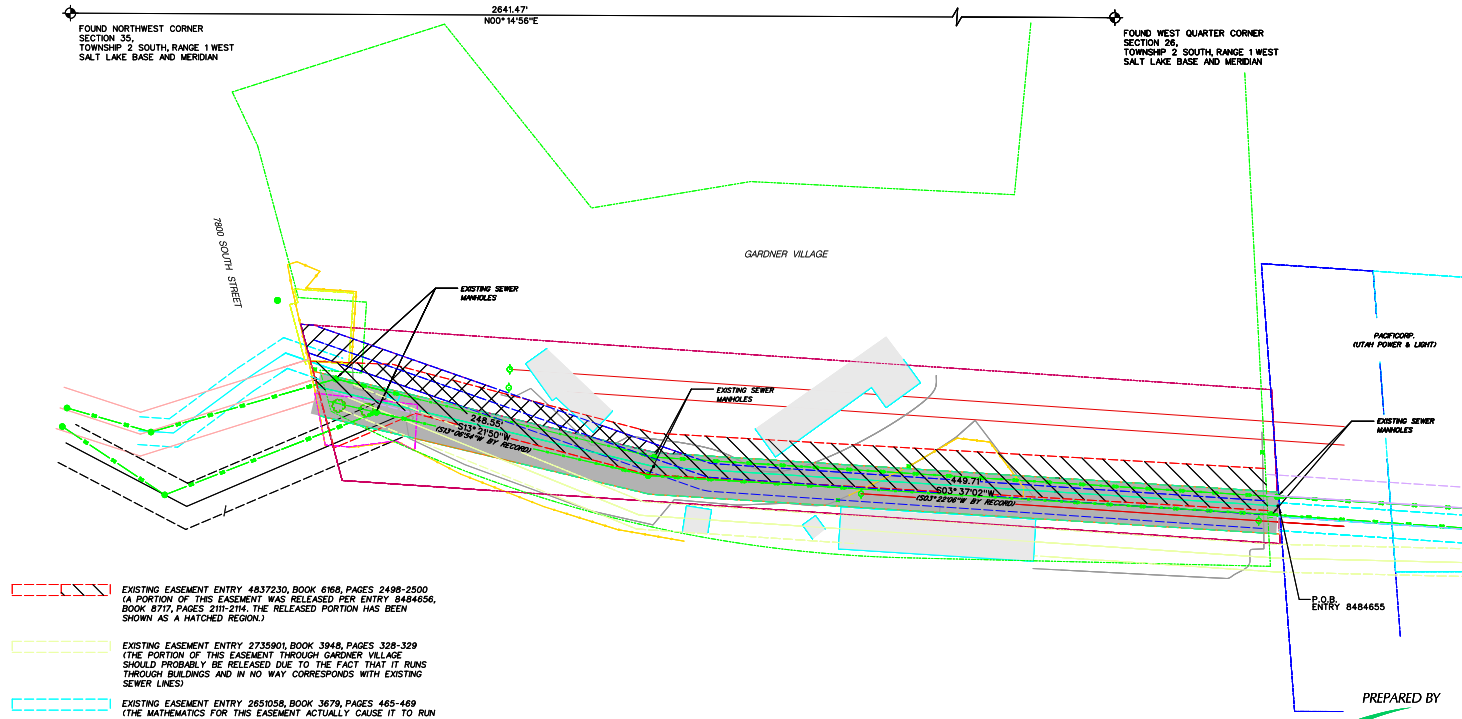 2641.47'
N00°14'56"E
FOUND NORTHWEST CORNER
SECTION 35,
TOWNSHIP 2 SOUTH, RANGE 1 WEST
SALT LAKE BASE AND MERIDIAN
FOUND WEST QUARTER CORNER
SECTION 26,
TOWNSHIP 2 SOUTH, RANGE 1 WEST
SALT LAKE BASE AND MERIDIAN
7800 SOUTH STREET
GARDNER VILLAGE
EXISTING SEWER
MANHOLES
PACIFICORP.
(UTAH POWER & LIGHT)
EXISTING SEWER
MANHOLES
EXISTING SEWER
MANHOLES
248.55'
S13°21'50"W
(S13°06'54"W BY RECORD)
449.71'
S03°37'02"W
(S03°22'06"W BY RECORD)
P.O.B.
ENTRY 8484655
EXISTING EASEMENT ENTRY 4837230, BOOK 6168, PAGES 2498-2500
(A PORTION OF THIS EASEMENT WAS RELEASED PER ENTRY 8484656,
BOOK 8717, PAGES 2111-2114. THE RELEASED PORTION HAS BEEN
SHOWN AS A HATCHED REGION.)
EXISTING EASEMENT ENTRY 2735901, BOOK 3948, PAGES 328-329
(THE PORTION OF THIS EASEMENT THROUGH GARDNER VILLAGE
SHOULD PROBABLY BE RELEASED DUE TO THE FACT THAT IT RUNS
THROUGH BUILDINGS AND IN NO WAY CORRESPONDS WITH EXISTING
SEWER LINES)
EXISTING EASEMENT ENTRY 2651058, BOOK 3679, PAGES 465-469
(THE MATHEMATICS FOR THIS EASEMENT ACTUALLY CAUSE IT TO RUN
PREPARED BY